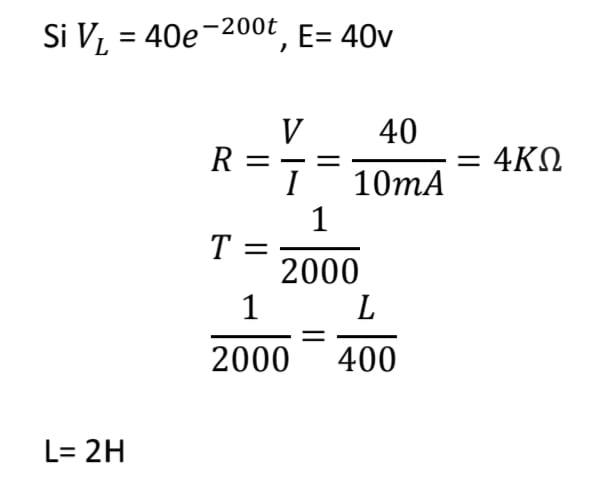 Si V_L = 40e^{-200t}, E= 40v
R = V/I = 40/10mA = 4KΩ
T = 1/2000
1/2000 = L/400
L= 2H